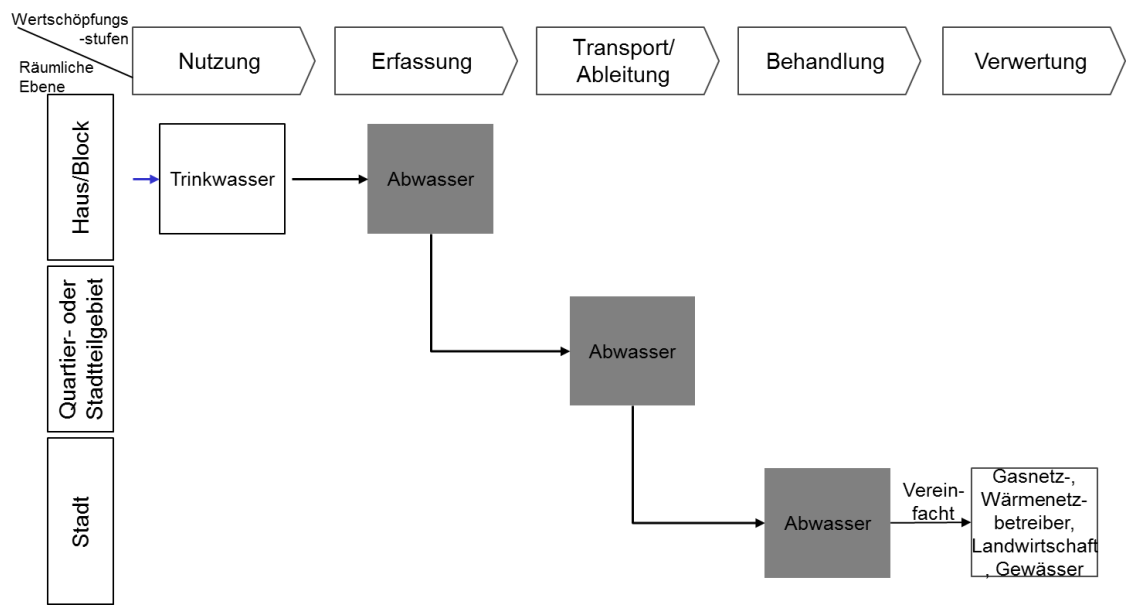 Wertschöpfungs
-stufen
Räumliche
Ebene
Nutzung
Erfassung
Transport/
Ableitung
Behandlung
Verwertung
Haus/Block
Trinkwasser
Abwasser
Quartier- oder
Stadtteilgebiet
Abwasser
Stadt
Abwasser
Verein-
facht
Gasnetz-,
Wärmenetz-
betreiber,
Landwirtschaft
, Gewässer